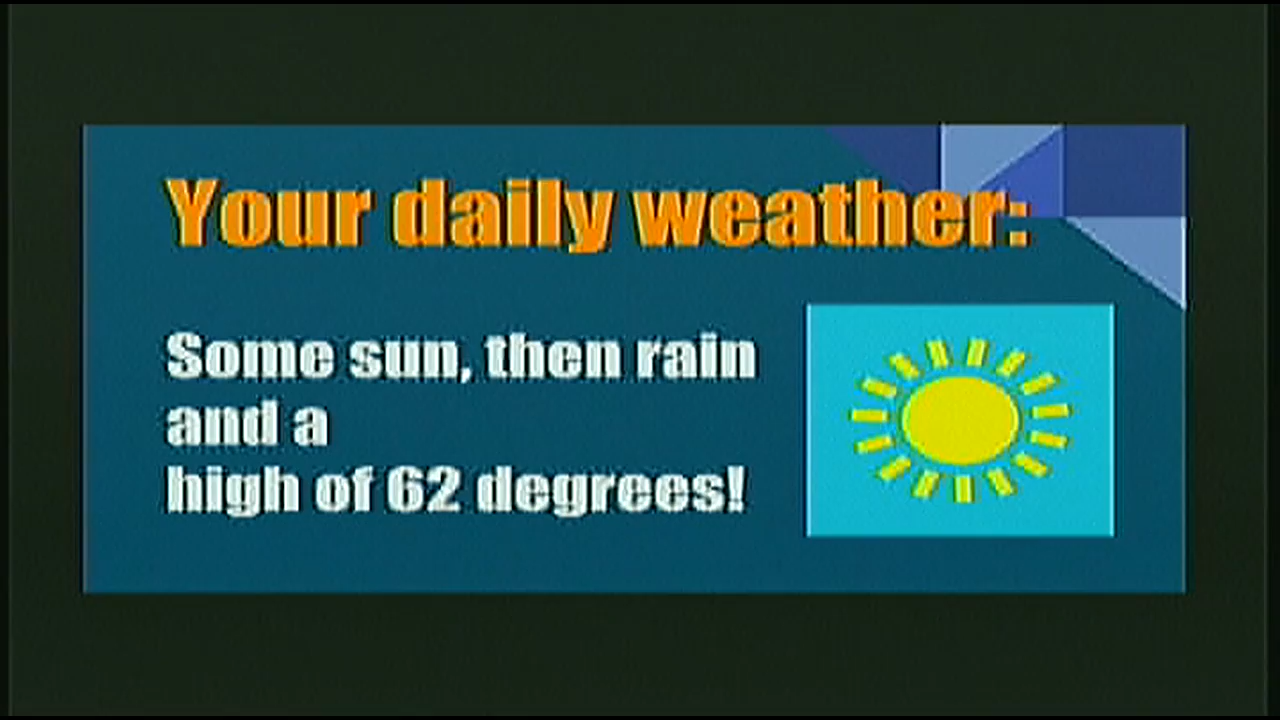 Your daily weather:
Some sun, then rain
and a
high of 62 degrees!